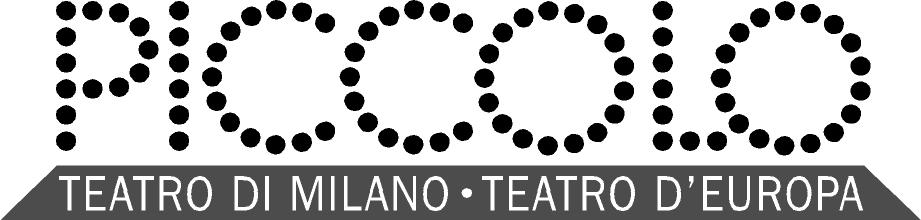 PICCOLO
TEATRO DI MILANO • TEATRO D'EUROPA